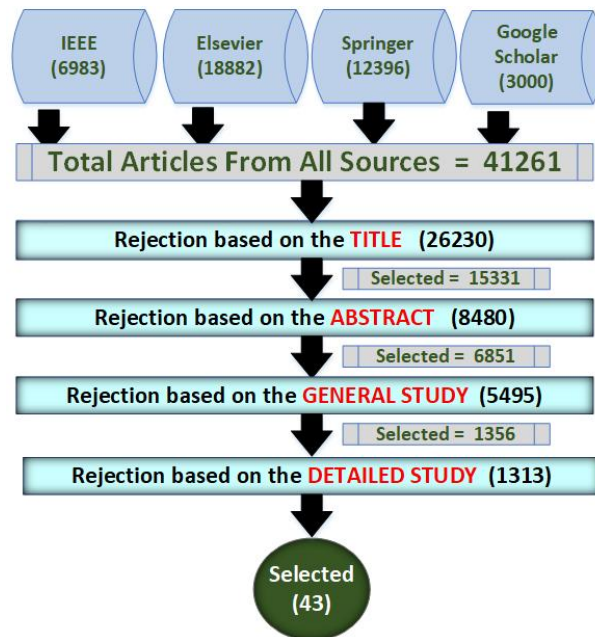 IEEE
(6983)
Elsevier
(18882)
Springer
(12396)
Google
Scholar
(3000)
Total Articles From All Sources = 41261
Rejection based on the TITLE (26230)
Selected = 15331
Rejection based on the ABSTRACT (8480)
Selected = 6851
Rejection based on the GENERAL STUDY (5495)
Selected = 1356
Rejection based on the DETAILED STUDY (1313)
Selected
(43)